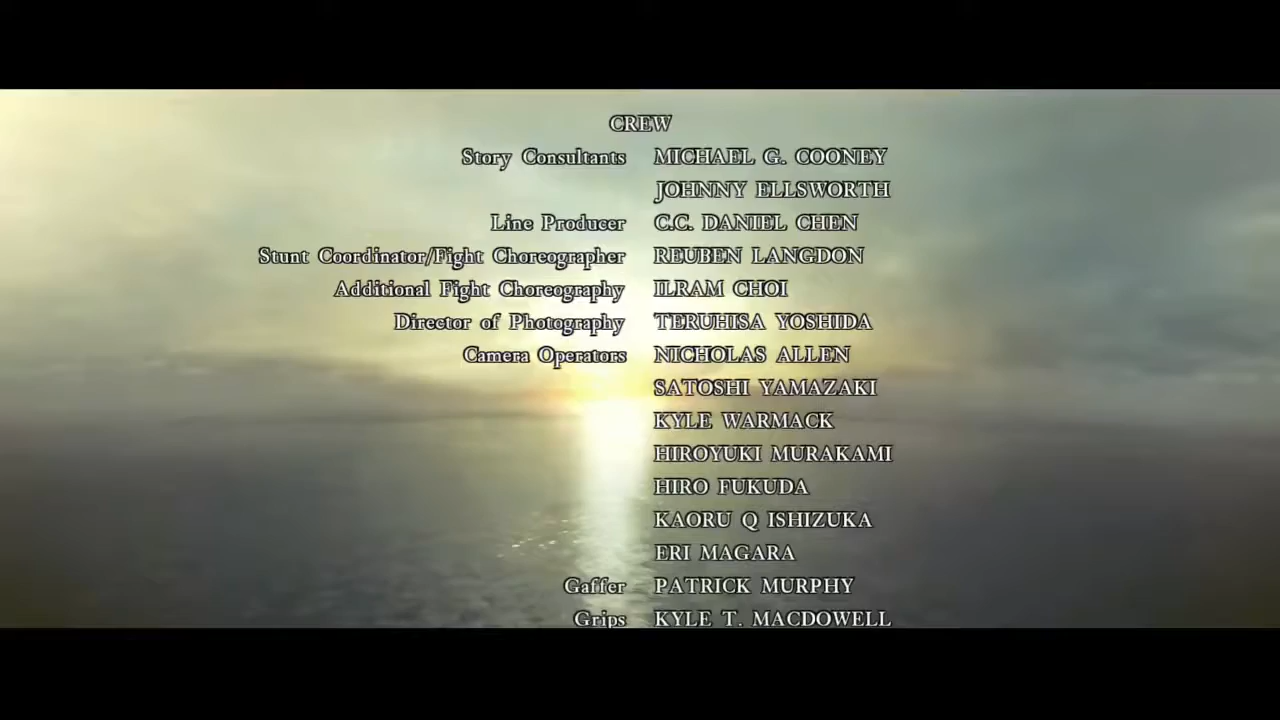 CREW
Story Consultants MICHAEL G. COONEY
JOHNNY ELLSWORTH
Line Producer C.C. DANIEL CHEN
Stunt Coordinator/Fight Choreographer REUBEN LANGDON
Additional Fight Choreography ILRAM CHOI
Director of Photography TERUHISA YOSHIDA
Camera Operators NICHOLAS ALLEN
SATOSHI YAMAZAKI
KYLE WARMACK
HIROYUKI MURAKAMI
HIRO FUKUDA
KAORU Q ISHIZUKA
ERI MAGARA
Gaffer PATRICK MURPHY
Grips KYLE T. MACDOWELL